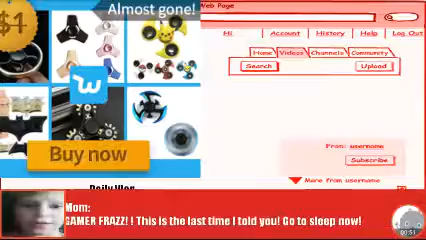 Almost gone!
$1
Web Page
Hi
Account
History
Help
Log Out
Home
Videos
Channels
Community
Search
Upload
w
Buy now
From: username
Subscribe
More from username
Daily Vlog
Mom:
GAMER FRAZZ! ! This is the last time I told you! Go to sleep now!
00:51